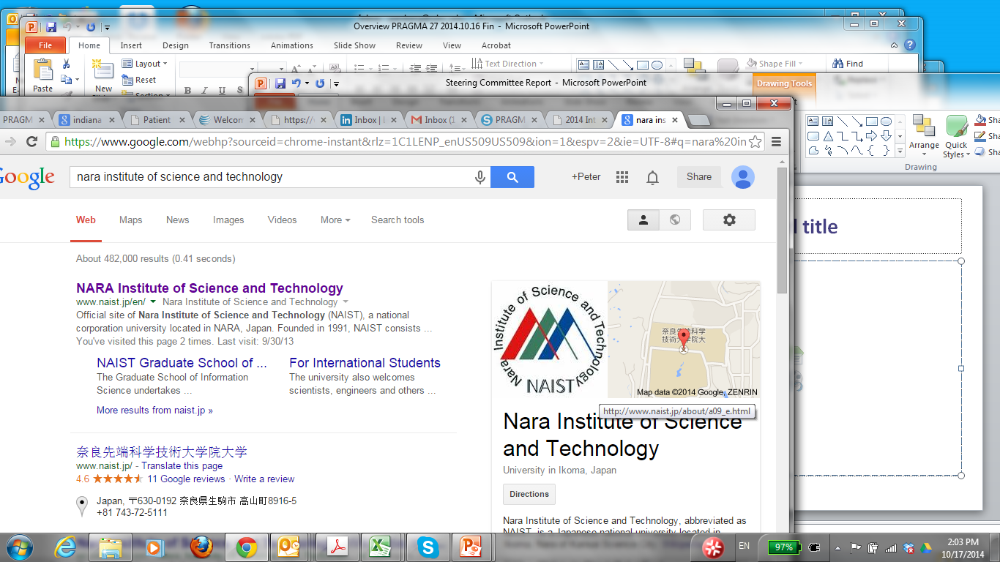 Overview PRAGMA 27 2014.10.16 Fin - Microsoft PowerPoint
File Home Insert Design Transitions Animations Slide Show Review View Acrobat
Paste
New
Layout
Reset
Section
B I U S
Text Direction
Shape Fill
Find
Steering Committee Report - Microsoft PowerPoint
Drawing Tools
PRAGM indiana Patient Welcom https:// Inbox | Inbox (1 PRAGM 2014 Int nara ins
https://www.google.com/webhp?sourceid=chrome-instant&rlz=1C1LENP_enUS509US509&ion=1&espv=2&ie=UTF-8#q=nara%20in
Arrange
Quick Styles
Sha
Sha
Sha
Drawing
Google
nara institute of science and technology
+Peter
Share
Web Maps News Images Videos More Search tools
title
About 482,000 results (0.41 seconds)
NARA Institute of Science and Technology
www.naist.jp/en/ Nara Institute of Science and Technology
Official site of Nara Institute of Science and Technology (NAIST), a national
corporation university located in NARA, Japan. Founded in 1991, NAIST consists ...
You've visited this page 2 times. Last visit: 9/30/13
NAIST Graduate School of ...
The Graduate School of Information
Science undertakes ...
For International Students
The university also welcomes
scientists, engineers and others ...
More results from naist.jp »
奈良先端科学技術大学院大学
www.naist.jp/ - Translate this page
4.6 11 Google reviews · Write a review
Japan, 〒630-0192 奈良県生駒市 高山町8916-5
+81 743-72-5111
Nara Institute of Science and Technology
NAIST
奈良先端科学
技術大学院大
Map data ©2014 Google, ZENRIN
http://www.naist.jp/about/a09_e.html
Nara Institute of Science
and Technology
University in Ikoma, Japan
Directions
Nara Institute of Science and Technology, abbreviated as
NAIST, is a Japanese national university located in
EN
97%
2:03 PM
10/17/2014